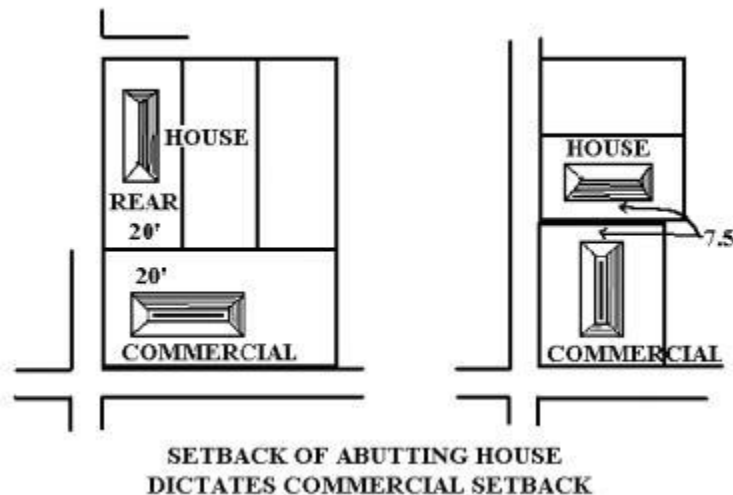 HOUSE
REAR
20'
20'
COMMERCIAL
HOUSE
7.5
COMMERCIAL
SETBACK OF ABUTTING HOUSE
DICTATES COMMERCIAL SETBACK